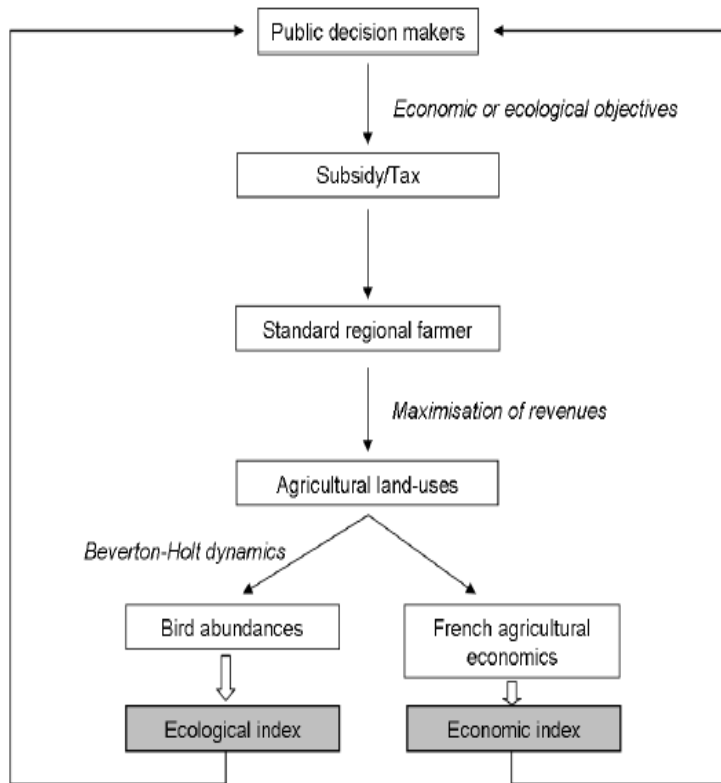 Public decision makers
Economic or ecological objectives
Subsidy/Tax
Standard regional farmer
Maximisation of revenues
Agricultural land-uses
Beverton-Holt dynamics
Bird abundances
French agricultural
economics
Ecological index
Economic index